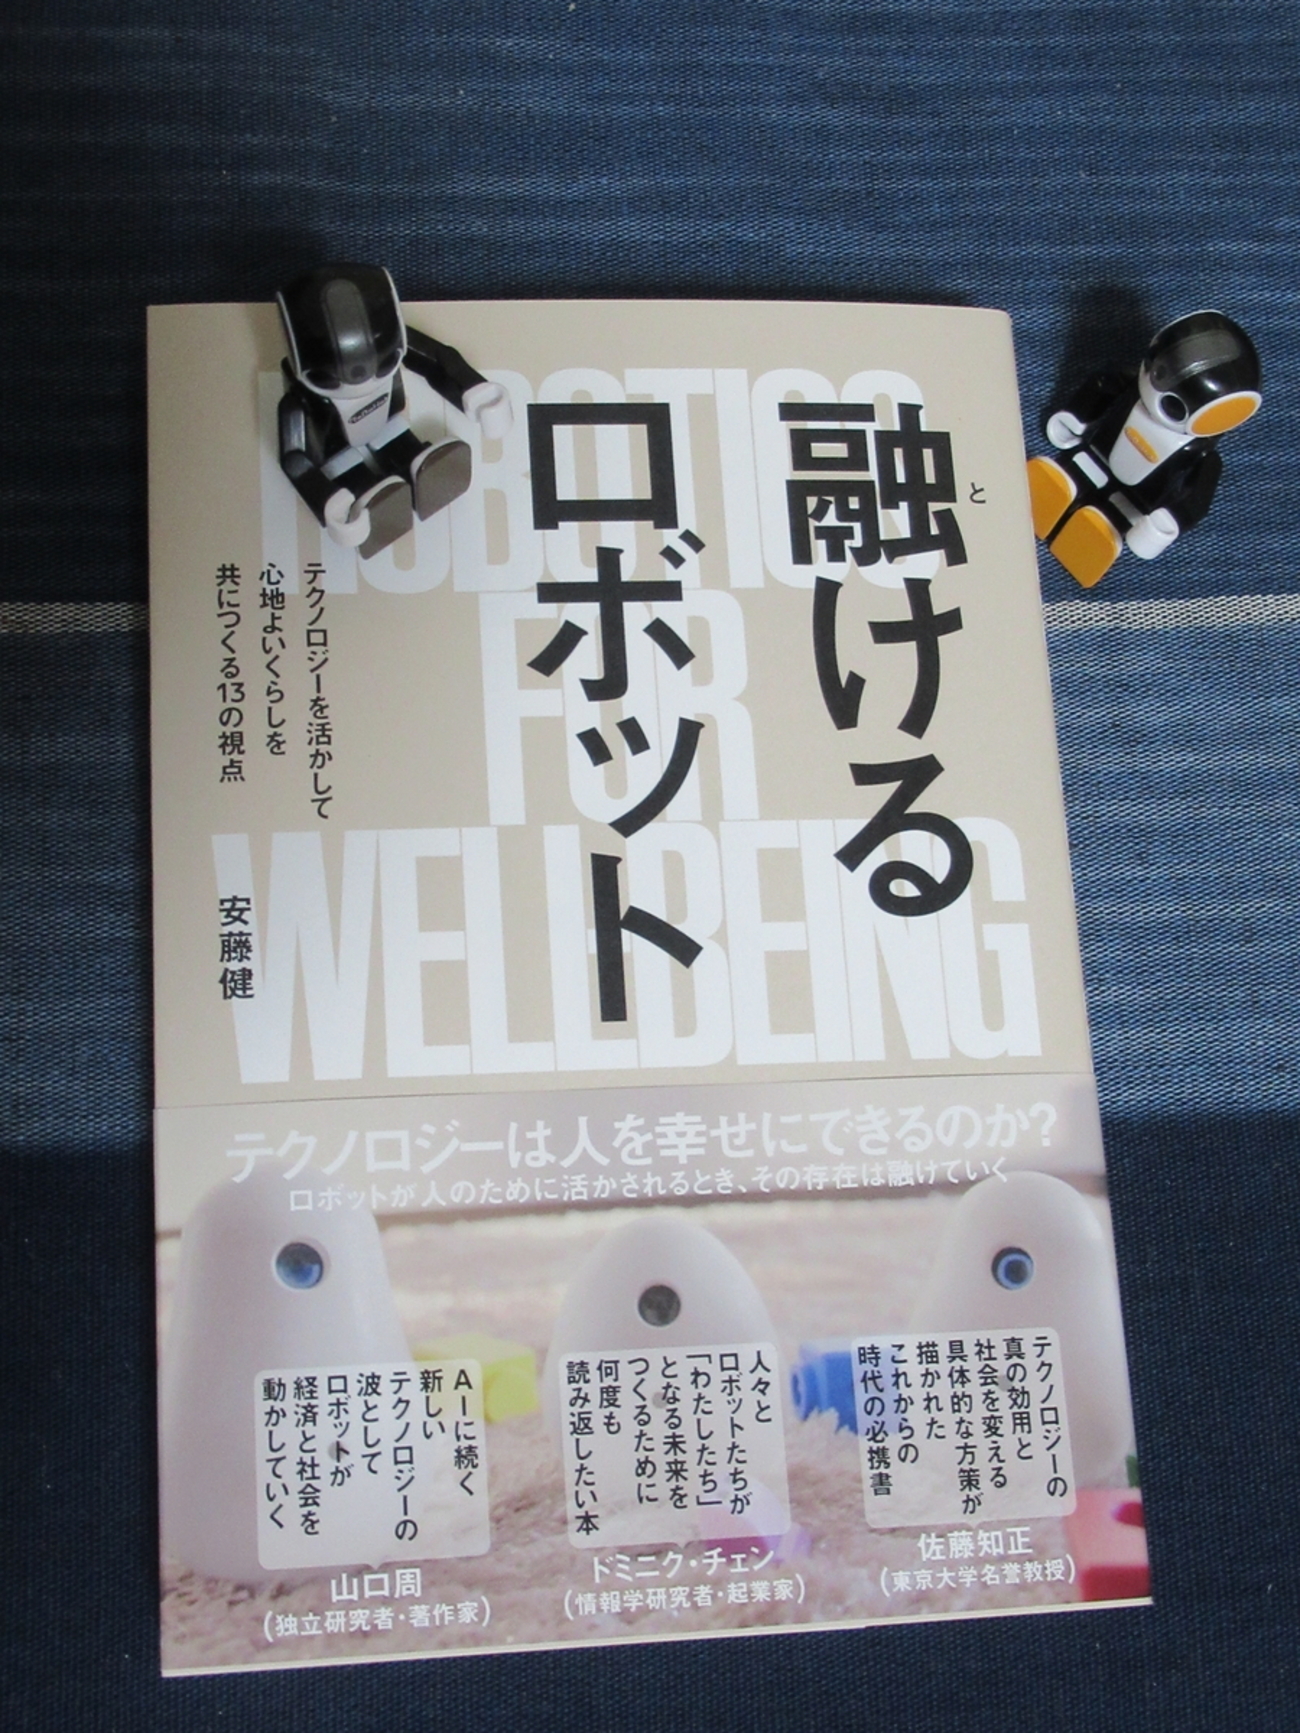 融ける
と
ロボット
ROBOTICS
FOR
WELLBEING
テクノロジーを活かして
心地よいくらしを
共につくる13の視点
安藤健
テクノロジーは人を幸せにできるのか?
ロボットが人のために活かされるとき、その存在は融けていく
テクノロジーの
真の効用と
社会を変える
具体的な方策が
描かれた
これからの
時代の必携書
佐藤知正
(東京大学名誉教授)
人々と
ロボットたちが
「わたしたち」
となる未来を
つくるために
何度も
読み返したい本
ドミニク・チェン
(情報学研究者・起業家)
AIに続く
新しい
テクノロジーの
波として
ロボットが
経済と社会を
動かしていく
山口周
(独立研究者・著作家)